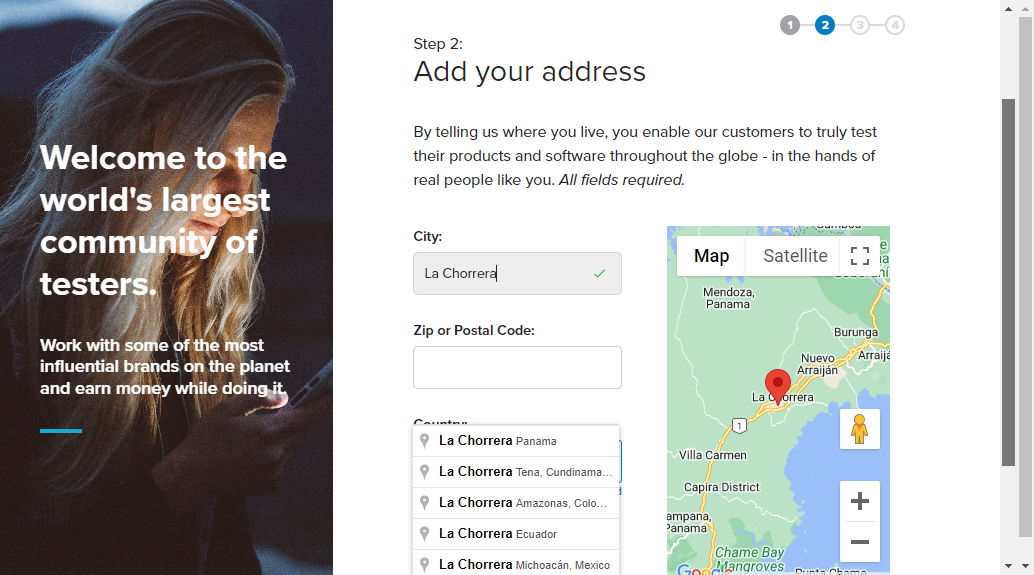 Welcome to the
world's largest
community of
testers.
Work with some of the most
influential brands on the planet
and earn money while doing it.
1
2
3
4
Step 2:
Add your address
By telling us where you live, you enable our customers to truly test
their products and software throughout the globe - in the hands of
real people like you. All fields required.
City:
La Chorrera
Zip or Postal Code:
Country:
La Chorrera Panama
La Chorrera Tena, Cundinama...
La Chorrera Amazonas, Colo...
La Chorrera Ecuador
La Chorrera Michoacán, Mexico
Map
Satellite
Mendoza,
Panama
Burunga
Nuevo
Arraiján
La Chorrera
1
Villa Carmen
Capira District
Panama
Chame Bay
Mangroves
Google
Punta Chame